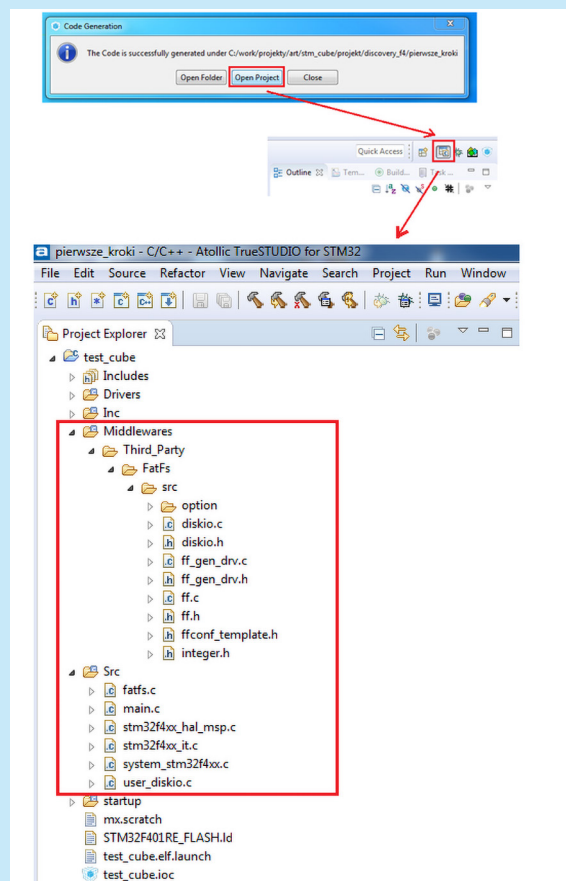 Code Generation
The Code is successfully generated under C:/work/projekty/art/stm_cube/projekt/discovery_f4/pierwsze_kroki
Open Folder Open Project Close
Quick Access
Outline Tem... Build... Task ...
pierwsze_kroki - C/C++ - Atollic TrueSTUDIO for STM32
File Edit Source Refactor View Navigate Search Project Run Window
Project Explorer
test_cube
Includes
Drivers
Inc
Middlewares
Third_Party
FatFs
src
option
diskio.c
diskio.h
ff_gen_drv.c
ff_gen_drv.h
ff.c
ff.h
ffconf_template.h
integer.h
Src
fatfs.c
main.c
stm32f4xx_hal_msp.c
stm32f4xx_it.c
system_stm32f4xx.c
user_diskio.c
startup
mx.scratch
STM32F401RE_FLASH.ld
test_cube.elf.launch
test_cube.ioc